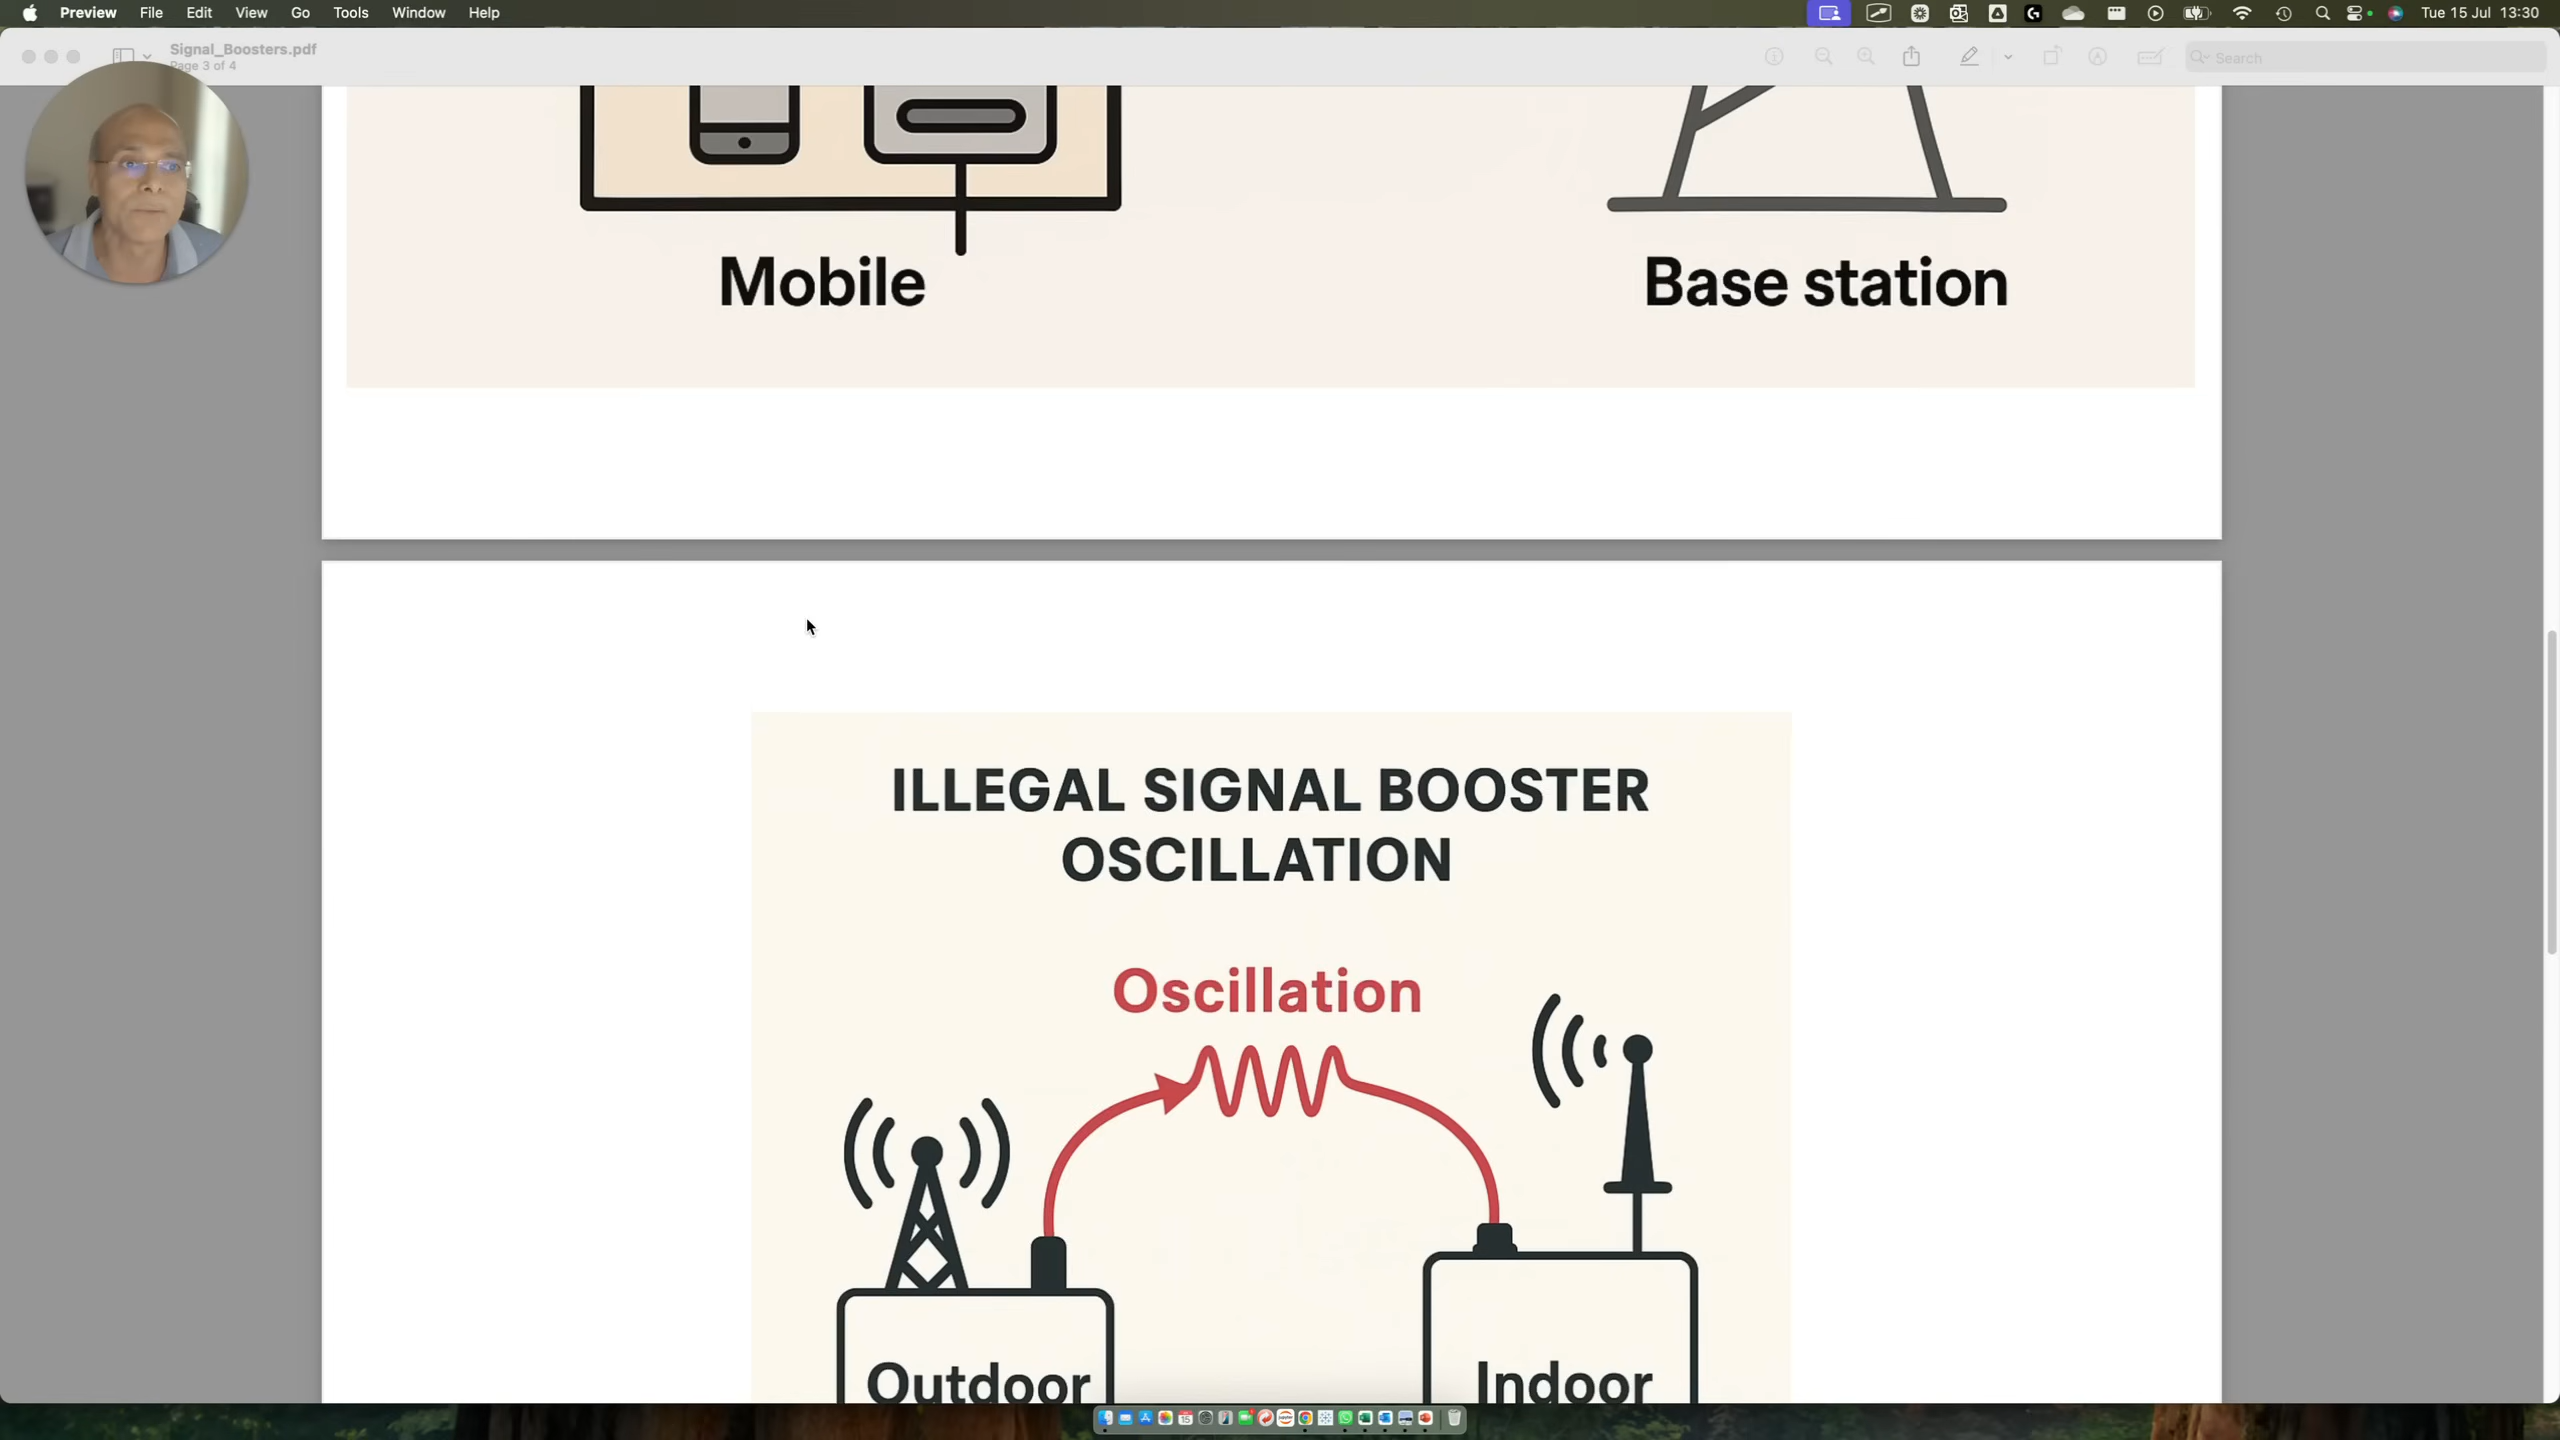 Preview File Edit View Go Tools Window Help
Tue 15 Jul 13:30
Signal_Boosters.pdf
Page 3 of 4
Search
Mobile
Base station
ILLEGAL SIGNAL BOOSTER
OSCILLATION
Oscillation
Outdoor
Indoor